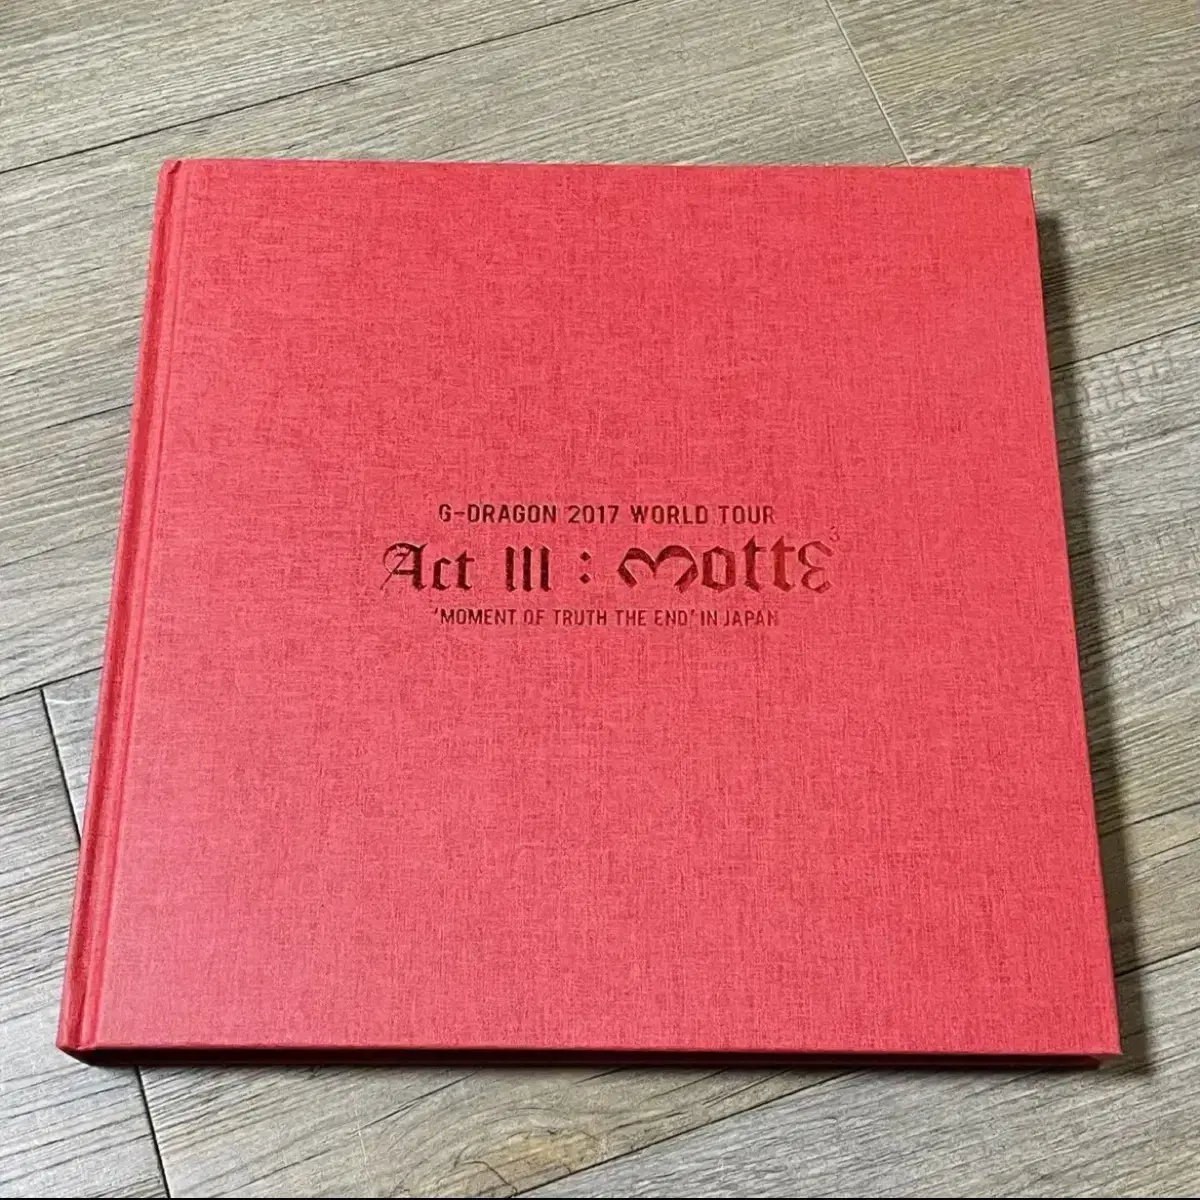 G-DRAGON 2017 WORLD TOUR
Act III : Motte
'MOMENT OF TRUTH THE END' IN JAPAN